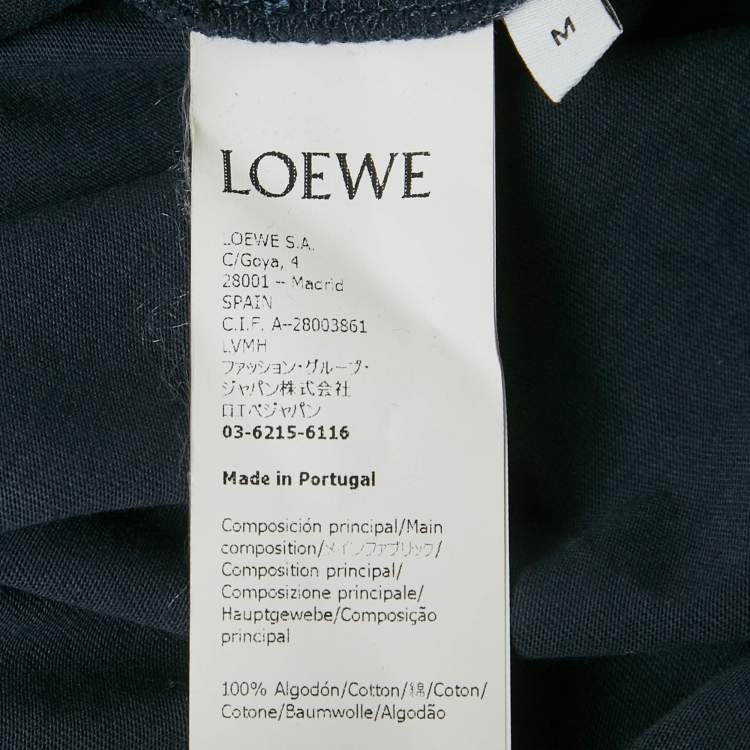 M
LOEWE
LOEWE S.A.
C/Goya, 4
28001 -- Madrid
SPAIN
C.I.F. A--28003861
LVMH
ファッション・グループ・
ジャパン株式会社
ロエベジャパン
03-6215-6116
Made in Portugal
Composición principal/Main
composition/メインファブリック/
Composition principal/
Composizione principale/
Hauptgewebe/Composição
principal
100% Algodón/Cotton/綿/Coton/
Cotone/Baumwolle/Algodão